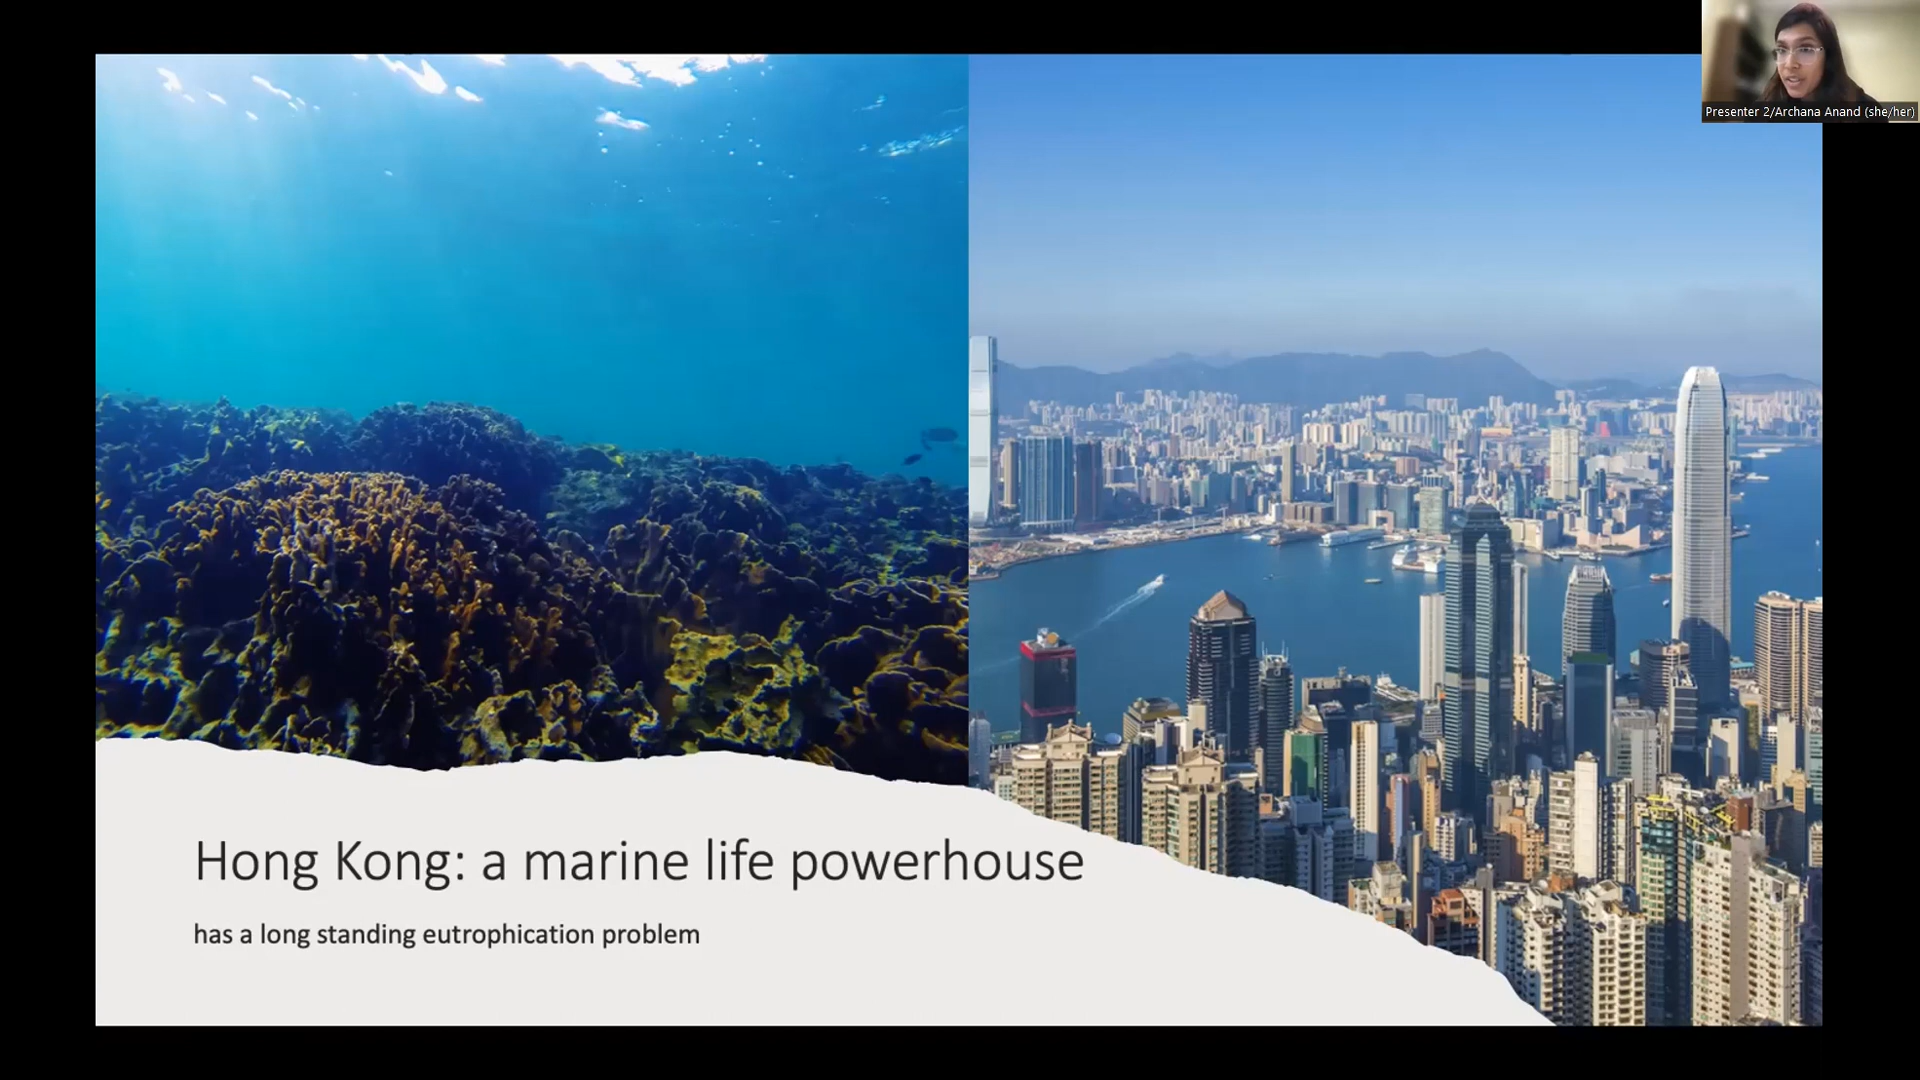 Presenter 2/Archana Anand (she/her)
Hong Kong: a marine life powerhouse
has a long standing eutrophication problem